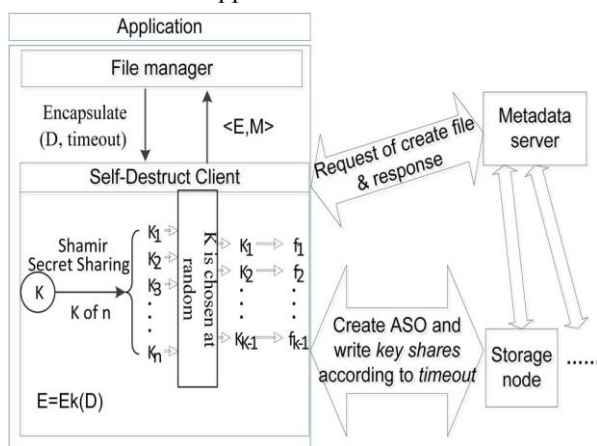 Application
File manager
Encapsulate
(D, timeout)
<E,M>
Self-Destruct Client
Shamir
Secret Sharing
K
K of n
K1
K2
K3
Kn
K is chosen at
random
K1 f1
K2 f2
Kk-1 fk-1
E=Ek(D)
Request of create file
& response
Metadata
server
Create ASO and
write key shares
according to timeout
Storage
node
......